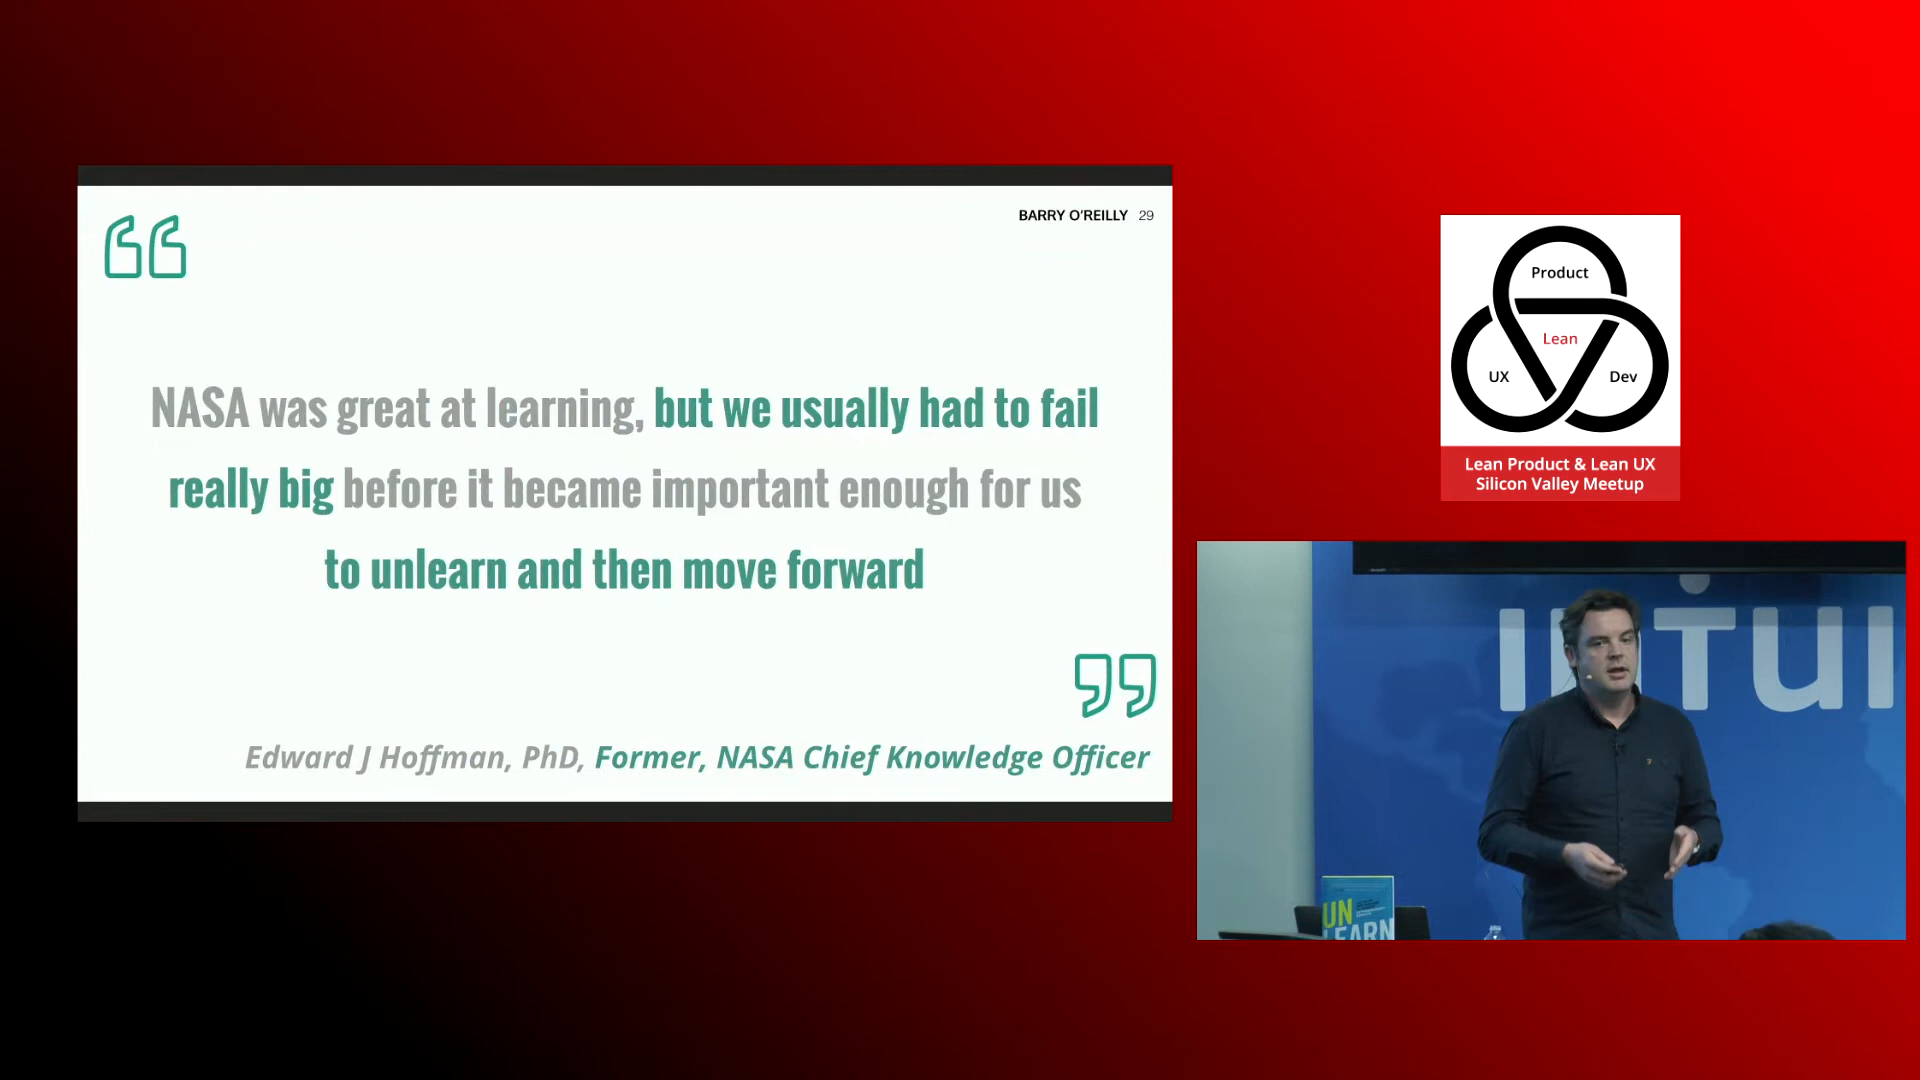 BARRY O'REILLY 29
NASA was great at learning, but we usually had to fail
really big before it became important enough for us
to unlearn and then move forward
Edward J Hoffman, PhD, Former, NASA Chief Knowledge Officer
Product
Lean
UX
Dev
Lean Product & Lean UX
Silicon Valley Meetup
INTUI
UN
LEARN